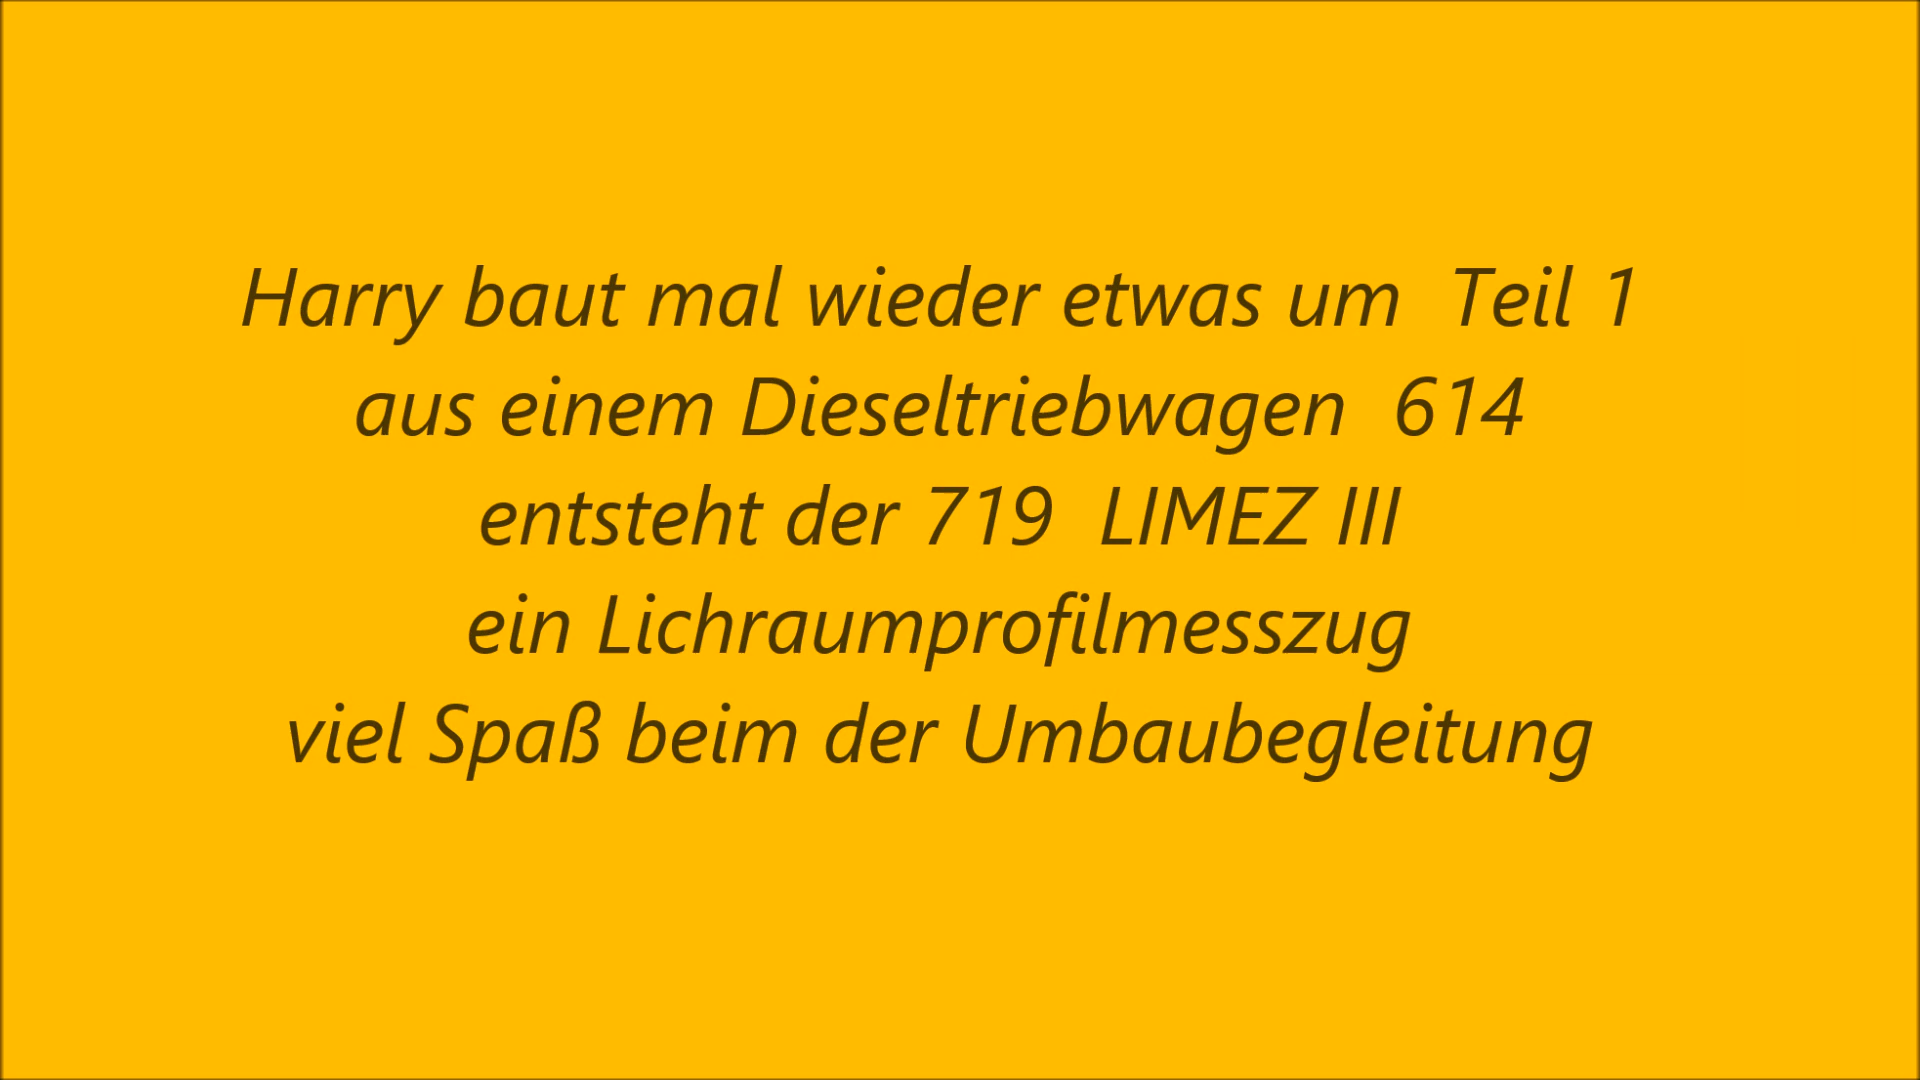 Harry baut mal wieder etwas um  Teil 1
aus einem Dieseltriebwagen  614
entsteht der 719  LIMEZ III
ein Lichraumprofilmesszug
viel Spaß beim der Umbaubegleitung